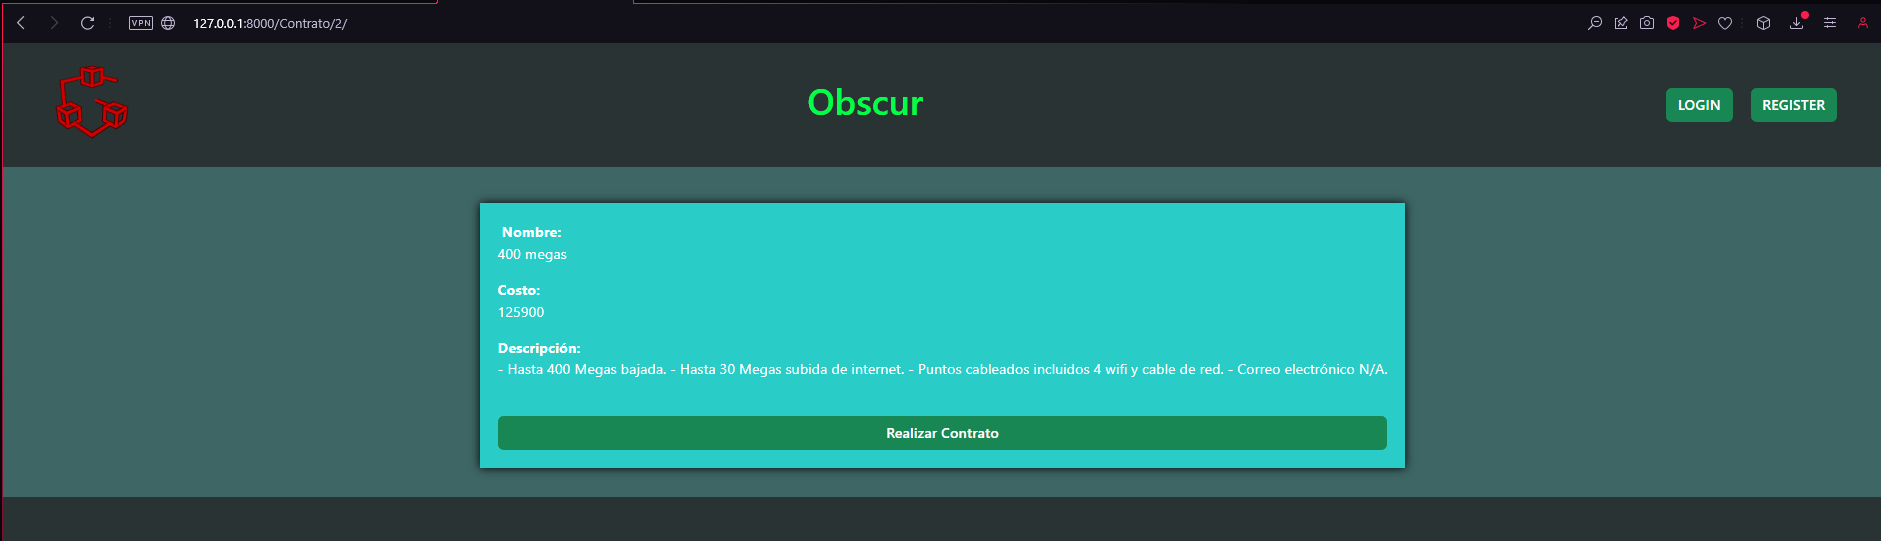 VPN
127.0.0.1:8000/Contrato/2/
Obscur
LOGIN
REGISTER
Nombre:
400 megas
Costo:
125900
Descripción:
- Hasta 400 Megas bajada. - Hasta 30 Megas subida de internet. - Puntos cableados incluidos 4 wifi y cable de red. - Correo electrónico N/A.
Realizar Contrato